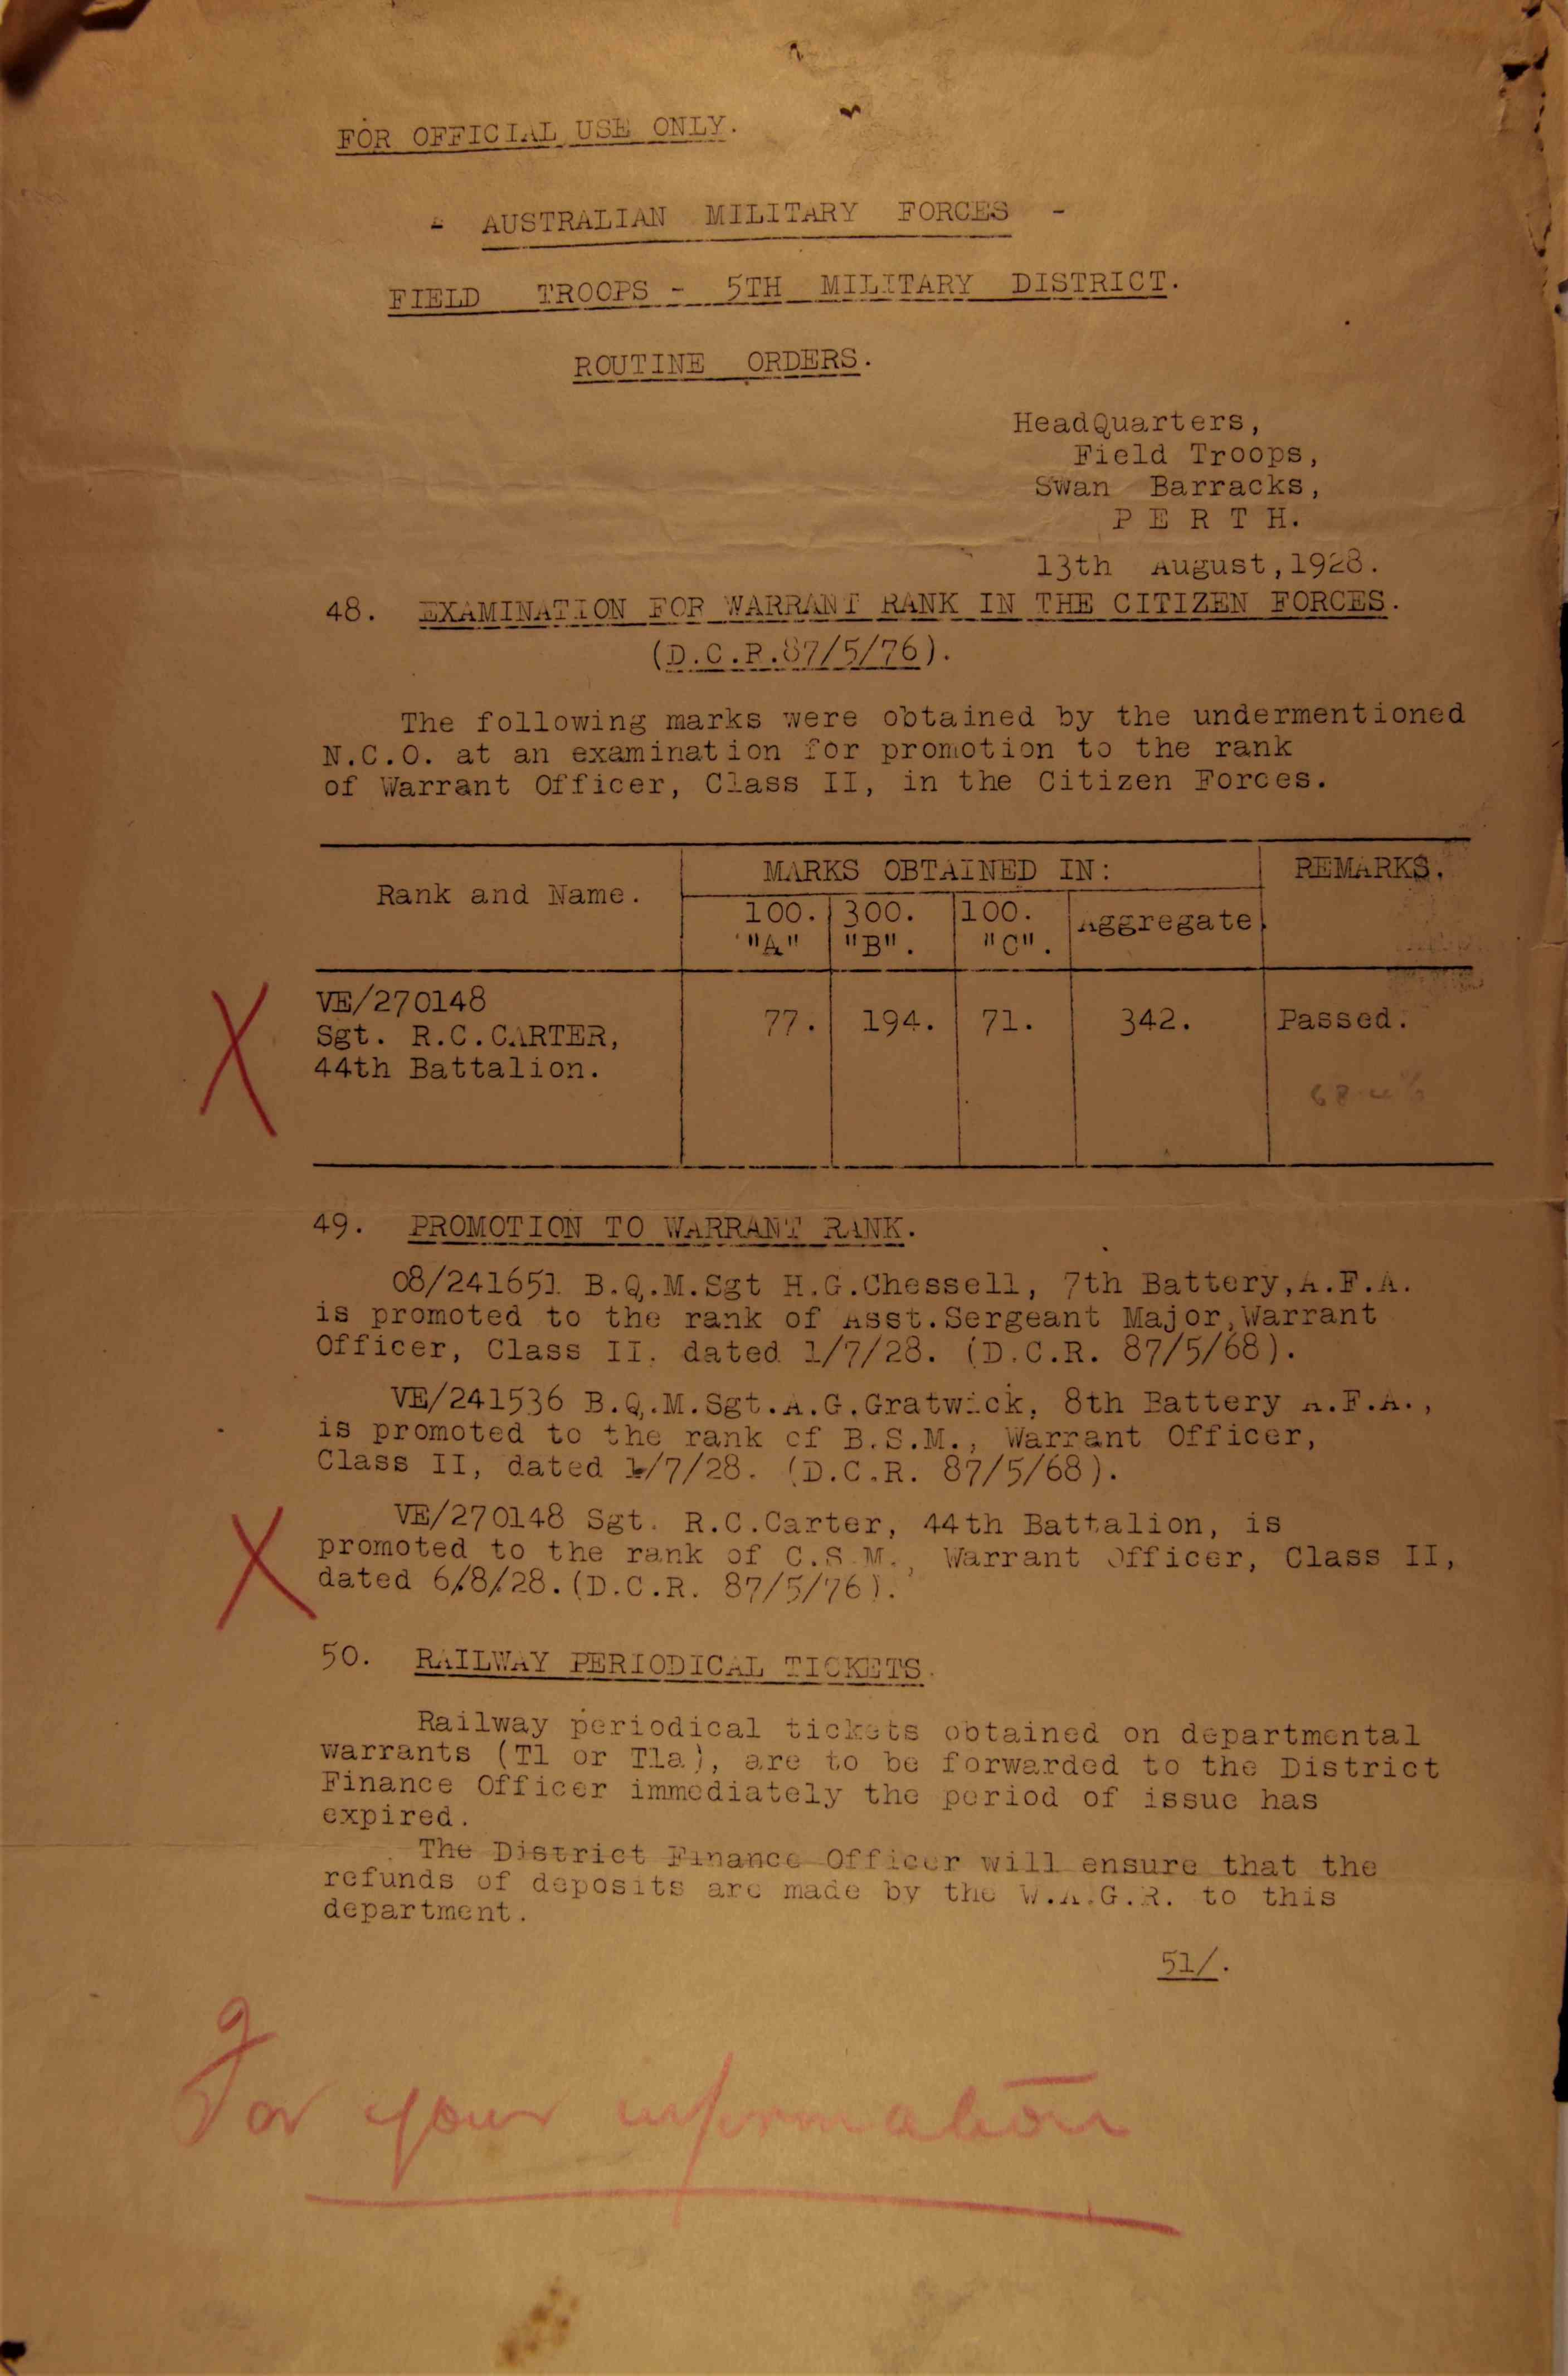 FOR OFFICIAL USE ONLY.
- AUSTRALIAN MILITARY FORCES -
FIELD TROOPS - 5TH MILITARY DISTRICT.
ROUTINE ORDERS.
HeadQuarters,
Field Troops,
Swan Barracks,
P E R T H.
13th August, 1928.
48. EXAMINATION FOR WARRANT RANK IN THE CITIZEN FORCES.
(D.C.R.87/5/76).
The following marks were obtained by the undermentioned
N.C.O. at an examination for promotion to the rank
of Warrant Officer, Class II, in the Citizen Forces.
Rank and Name. MARKS OBTAINED IN: REMARKS.
100. 300. 100. Aggregate
"A" "B". "C".
VE/270148
Sgt. R.C.CARTER, 77. 194. 71. 342. Passed.
44th Battalion.
49. PROMOTION TO WARRANT RANK.
08/241651 B.Q.M.Sgt H.G.Chessell, 7th Battery,A.F.A.
is promoted to the rank of Asst.Sergeant Major,Warrant
Officer, Class II. dated 1/7/28. (D.C.R. 87/5/68).
VE/241536 B.Q.M.Sgt.A.G.Gratwick, 8th Battery A.F.A.,
is promoted to the rank of B.S.M., Warrant Officer,
Class II, dated 1/7/28. (D.C.R. 87/5/68).
VE/270148 Sgt. R.C.Carter, 44th Battalion, is
promoted to the rank of C.S.M., Warrant Officer, Class II,
dated 6/8/28.(D.C.R. 87/5/76).
50. RAILWAY PERIODICAL TICKETS.
Railway periodical tickets obtained on departmental
warrants (T1 or T1a), are to be forwarded to the District
Finance Officer immediately the period of issue has
expired.
The District Finance Officer will ensure that the
refunds of deposits are made by the W.A.G.R. to this
department.
51/.
For your information